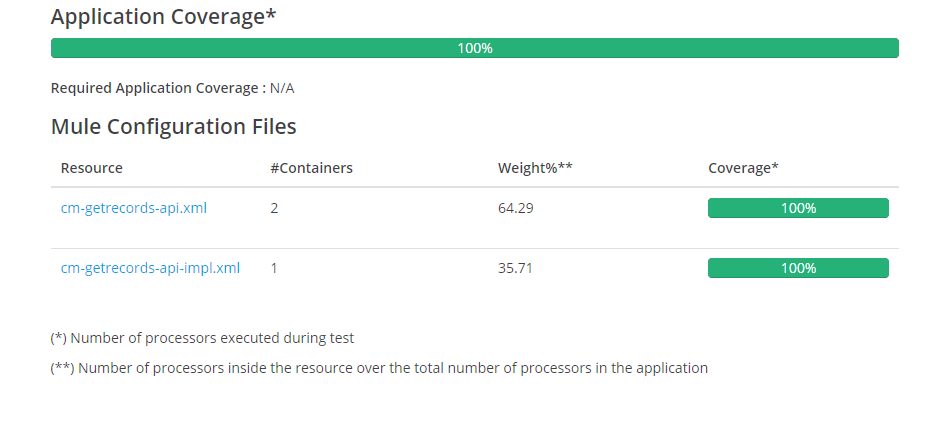 Application Coverage*
100%
Required Application Coverage : N/A
Mule Configuration Files
Resource #Containers Weight%** Coverage*
cm-getrecords-api.xml 2 64.29 100%
cm-getrecords-api-impl.xml 1 35.71 100%
(*) Number of processors executed during test
(**) Number of processors inside the resource over the total number of processors in the application